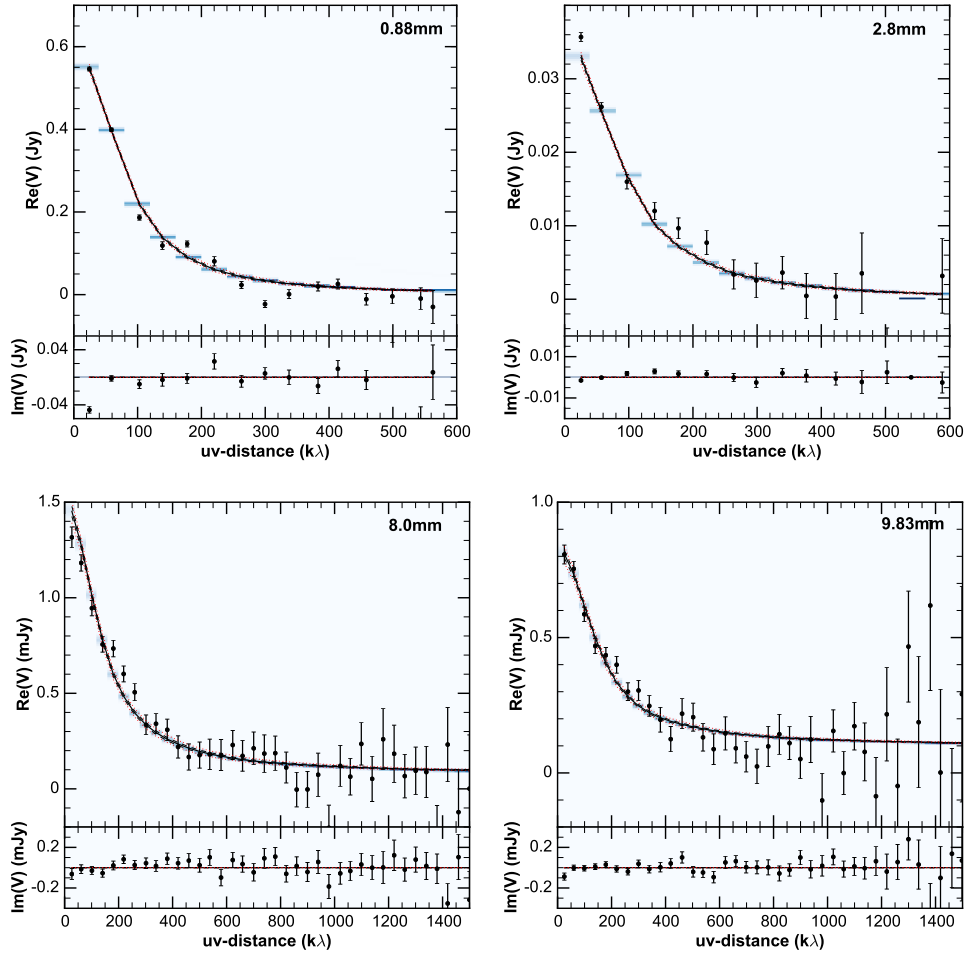 0.88mm
0.6
0.4
0.2
0
Re(V) (Jy)
0.04
-0.04
Im(V) (Jy)
0 100 200 300 400 500 600
uv-distance (kλ)
2.8mm
0.03
0.02
0.01
0
Re(V) (Jy)
0.01
-0.01
Im(V) (Jy)
0 100 200 300 400 500 600
uv-distance (kλ)
8.0mm
1.5
1.0
0.5
0
Re(V) (mJy)
0.2
-0.2
Im(V) (mJy)
0 200 400 600 800 1000 1200 1400
uv-distance (kλ)
9.83mm
1.0
0.5
0
Re(V) (mJy)
0.2
-0.2
Im(V) (mJy)
0 200 400 600 800 1000 1200 1400
uv-distance (kλ)